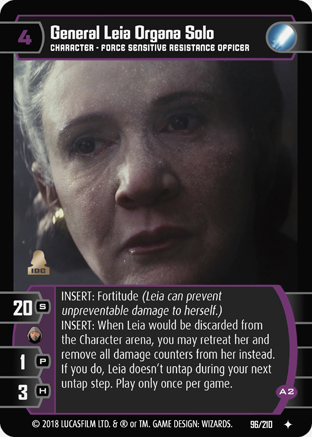 4
General Leia Organa Solo
CHARACTER - FORCE SENSITIVE RESISTANCE OFFICER
IDC
20 S
1 P
3 H
INSERT: Fortitude (Leia can prevent
unpreventable damage to herself.)
INSERT: When Leia would be discarded from
the Character arena, you may retreat her and
remove all damage counters from her instead.
If you do, Leia doesn't untap during your next
untap step. Play only once per game.
A2
© 2018 LUCASFILM LTD. & ® or TM. GAME DESIGN: WIZARDS. 96/210